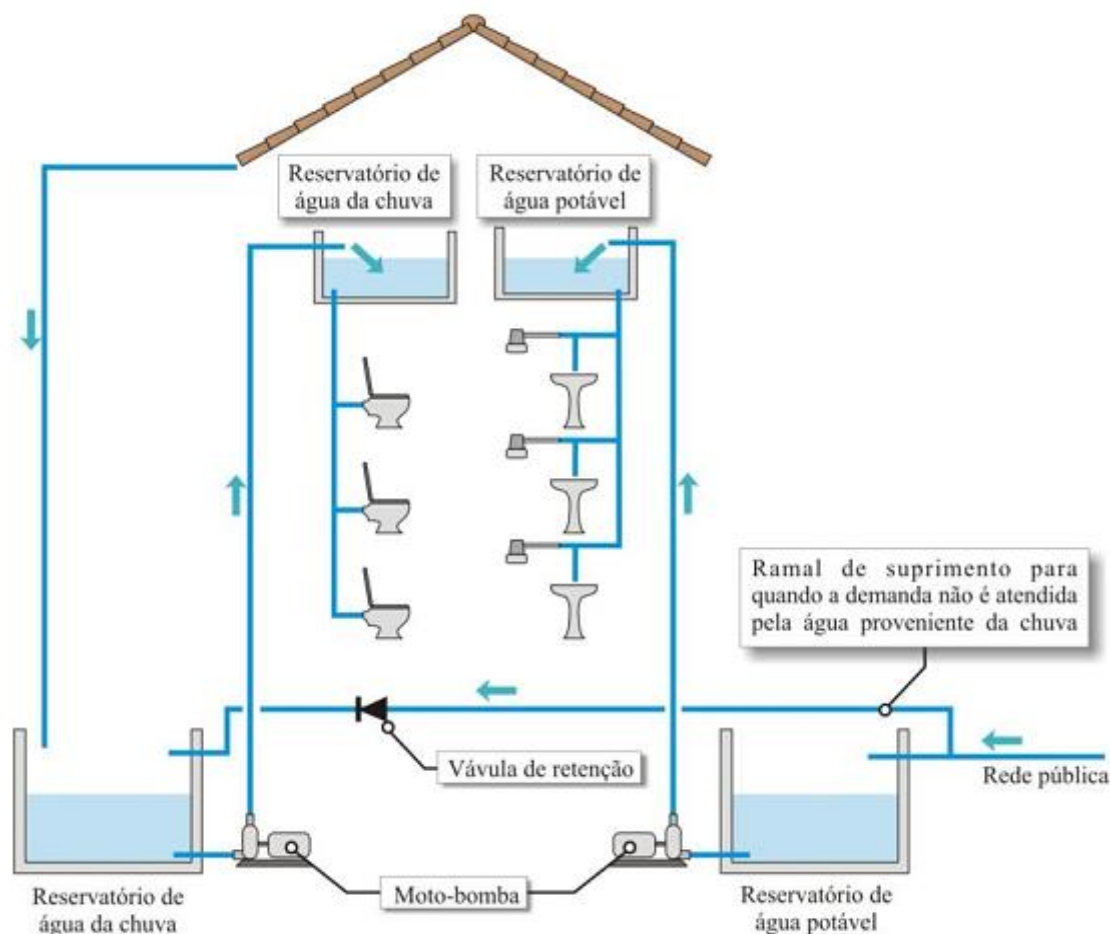 Reservatório de
água da chuva
Reservatório de
água potável
Ramal de suprimento para
quando a demanda não é atendida
pela água proveniente da chuva
Vávula de retenção
Rede pública
Moto-bomba
Reservatório de
água da chuva
Reservatório de
água potável